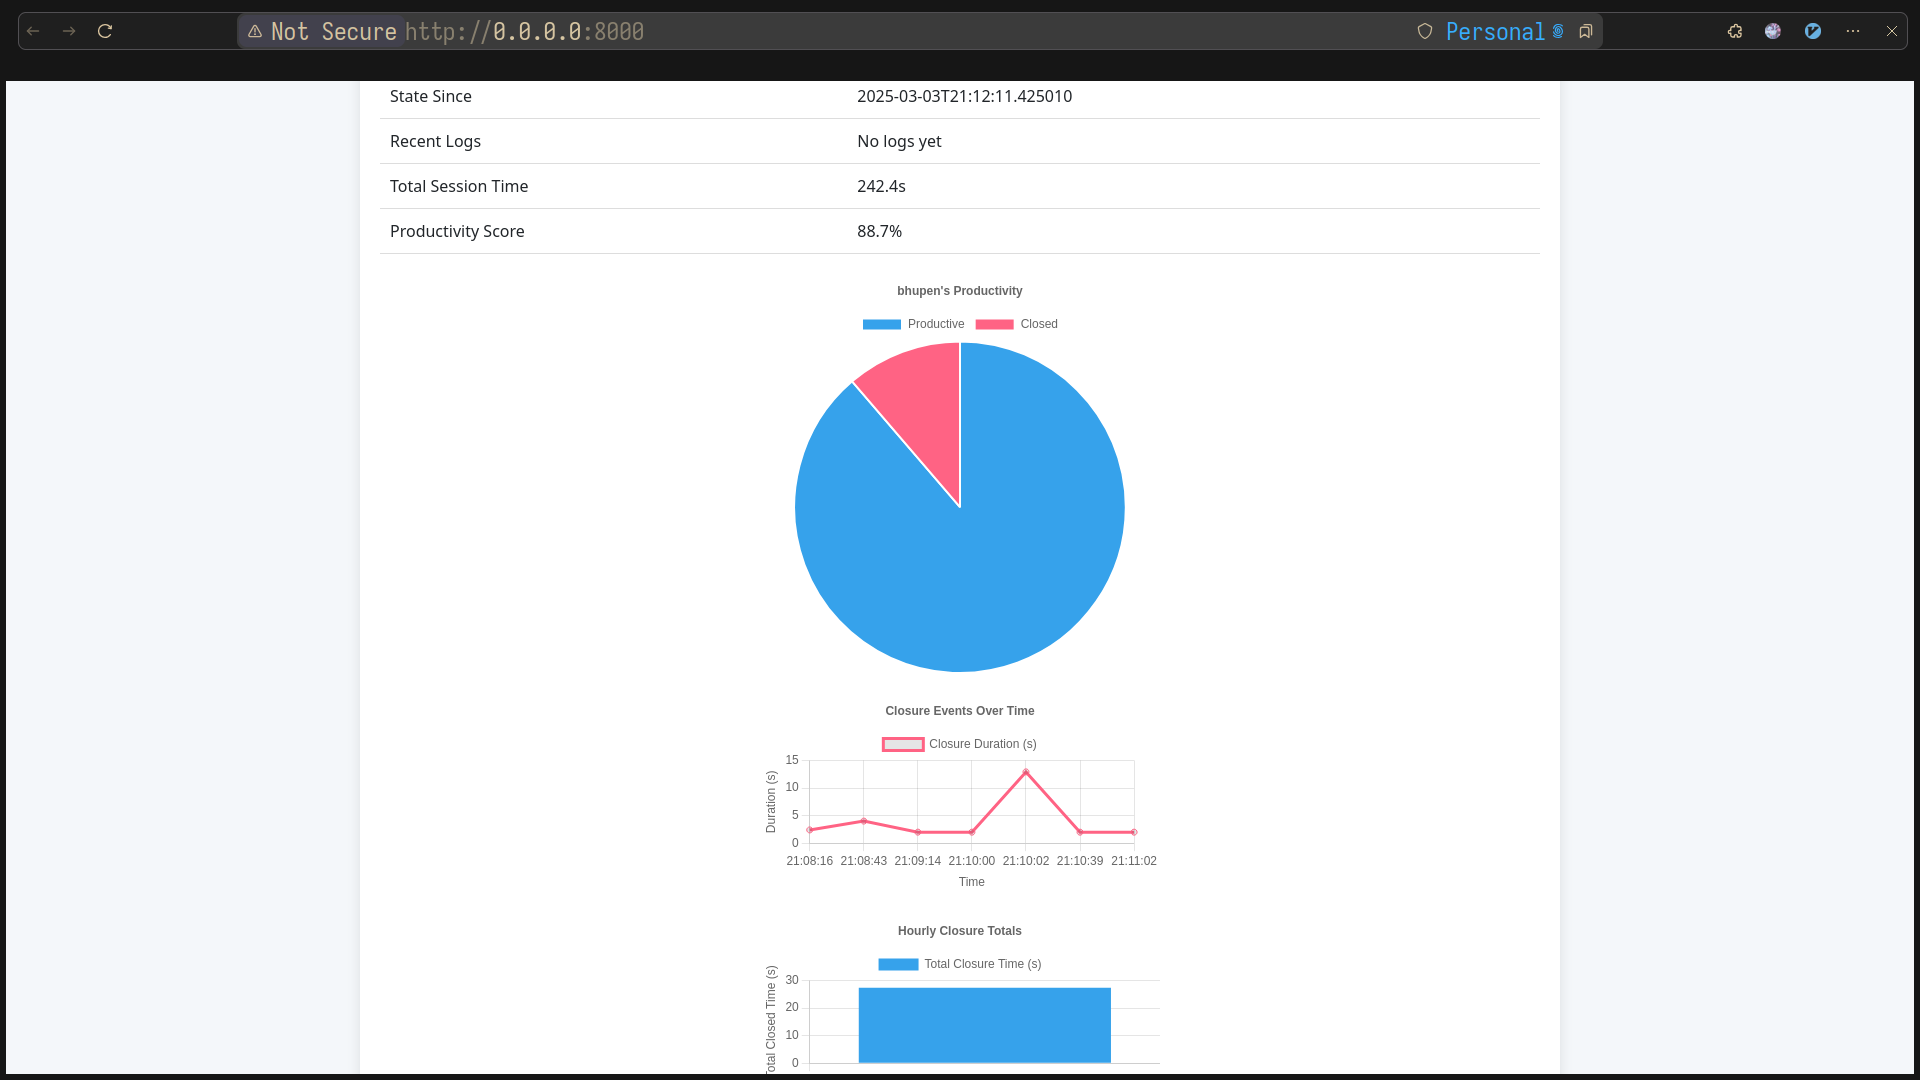 Not Secure http://0.0.0.0:8000 Personal
State Since 2025-03-03T21:12:11.425010
Recent Logs No logs yet
Total Session Time 242.4s
Productivity Score 88.7%
bhupen's Productivity
Productive Closed
Closure Events Over Time
Closure Duration (s)
15
10
5
0
Duration (s)
21:08:16 21:08:43 21:09:14 21:10:00 21:10:02 21:10:39 21:11:02
Time
Hourly Closure Totals
Total Closure Time (s)
30
20
10
0
Total Closed Time (s)